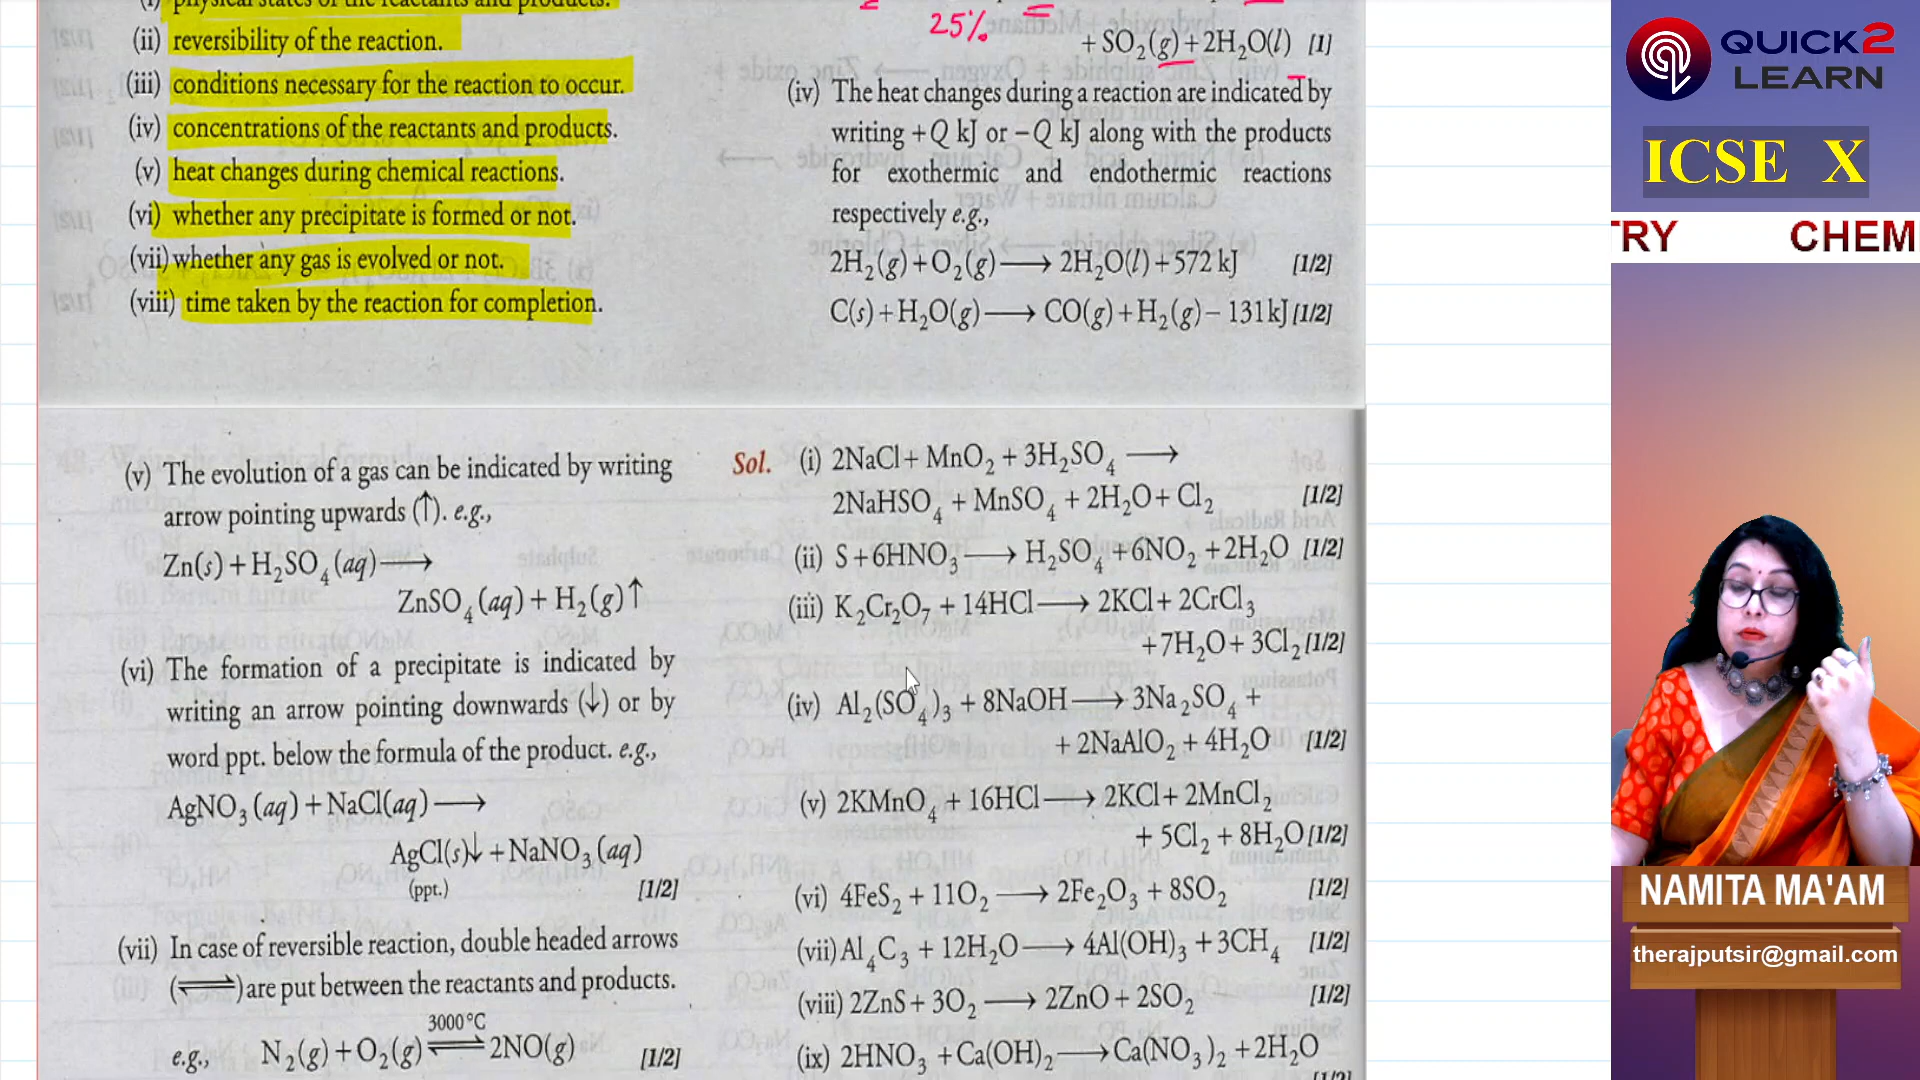 (i) physical states of the reactants and products.
(ii) reversibility of the reaction.
(iii) conditions necessary for the reaction to occur.
(iv) concentrations of the reactants and products.
(v) heat changes during chemical reactions.
(vi) whether any precipitate is formed or not.
(vii) whether any gas is evolved or not.
(viii) time taken by the reaction for completion.
25%
+ SO₂(g) + 2H₂O(l) [1]
(iv) The heat changes during a reaction are indicated by
writing +Q kJ or −Q kJ along with the products
for exothermic and endothermic reactions
respectively e.g.,
2H₂(g) + O₂(g) ⟶ 2H₂O(l) + 572 kJ [1/2]
C(s) + H₂O(g) ⟶ CO(g) + H₂(g) − 131 kJ [1/2]
(v) The evolution of a gas can be indicated by writing
arrow pointing upwards (↑). e.g.,
Zn(s) + H₂SO₄(aq) ⟶
ZnSO₄(aq) + H₂(g)↑
(vi) The formation of a precipitate is indicated by
writing an arrow pointing downwards (↓) or by
word ppt. below the formula of the product. e.g.,
AgNO₃(aq) + NaCl(aq) ⟶
AgCl(s)↓ + NaNO₃(aq)
(ppt.) [1/2]
(vii) In case of reversible reaction, double headed arrows
(⇌) are put between the reactants and products.
3000°C
e.g., N₂(g) + O₂(g) ⇌ 2NO(g) [1/2]
Sol. (i) 2NaCl + MnO₂ + 3H₂SO₄ ⟶
2NaHSO₄ + MnSO₄ + 2H₂O + Cl₂ [1/2]
(ii) S + 6HNO₃ ⟶ H₂SO₄ + 6NO₂ + 2H₂O [1/2]
(iii) K₂Cr₂O₇ + 14HCl ⟶ 2KCl + 2CrCl₃
+ 7H₂O + 3Cl₂ [1/2]
(iv) Al₂(SO₄)₃ + 8NaOH ⟶ 3Na₂SO₄ +
+ 2NaAlO₂ + 4H₂O [1/2]
(v) 2KMnO₄ + 16HCl ⟶ 2KCl + 2MnCl₂
+ 5Cl₂ + 8H₂O [1/2]
(vi) 4FeS₂ + 11O₂ ⟶ 2Fe₂O₃ + 8SO₂ [1/2]
(vii) Al₄C₃ + 12H₂O ⟶ 4Al(OH)₃ + 3CH₄ [1/2]
(viii) 2ZnS + 3O₂ ⟶ 2ZnO + 2SO₂ [1/2]
(ix) 2HNO₃ + Ca(OH)₂ ⟶ Ca(NO₃)₂ + 2H₂O
[1/2]
QUICK2
LEARN
ICSE X
TRY CHEM
NAMITA MA'AM
therajputsir@gmail.com